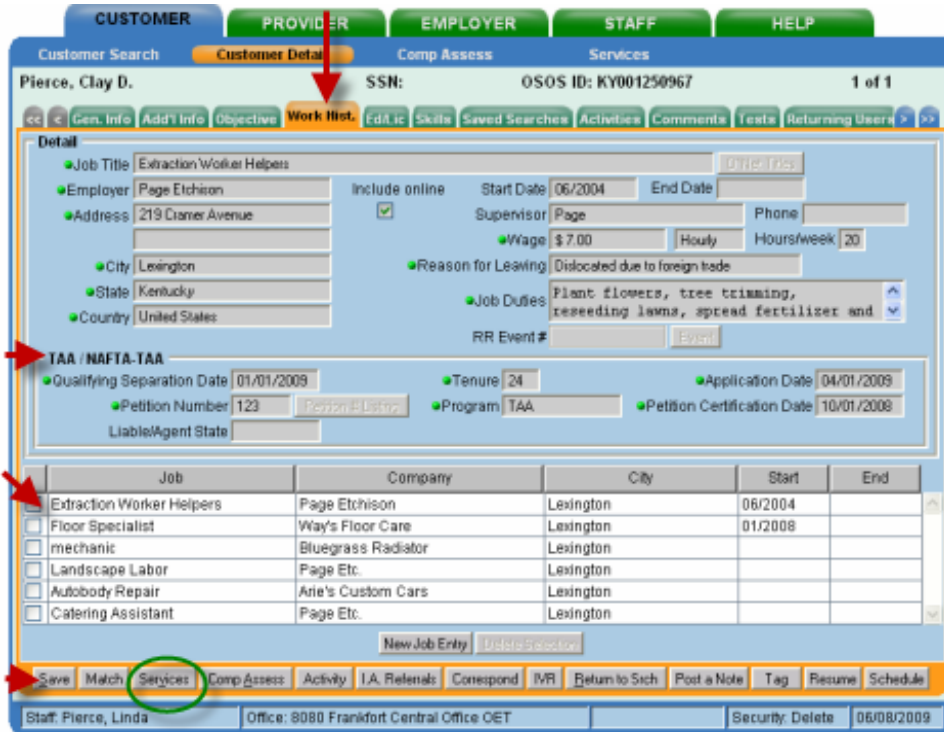 CUSTOMER PROVIDER EMPLOYER STAFF HELP
Customer Search Customer Detail Comp Assess Services
Pierce, Clay D. SSN: OSOS ID: KY001250967 1 of 1
<< < Gen. Info Add'l Info Objective Work Hist. Ed/Lic Skills Saved Searches Activities Comments Tests Returning Users > >>
Detail
Job Title Extraction Worker Helpers Other Titles
Employer Page Etchison Include online Start Date 06/2004 End Date
Address 219 Cramer Avenue Supervisor Page Phone
Wage $ 7.00 Hourly Hours/week 20
City Lexington Reason for Leaving Dislocated due to foreign trade
State Kentucky Job Duties Plant flowers, tree trimming,
reseeding lawns, spread fertilizer and
Country United States
RR Event # Event
TAA / NAFTA-TAA
Qualifying Separation Date 01/01/2009 Tenure 24 Application Date 04/01/2009
Petition Number 123 Petition # Listing Program TAA Petition Certification Date 10/01/2008
Liable/Agent State
Job Company City Start End
Extraction Worker Helpers Page Etchison Lexington 06/2004
Floor Specialist Way's Floor Care Lexington 01/2008
mechanic Bluegrass Radiator Lexington
Landscape Labor Page Etc. Lexington
Autobody Repair Arie's Custom Cars Lexington
Catering Assistant Page Etc. Lexington
New Job Entry Delete Selection
Save Match Services Comp Assess Activity I.A. Referrals Correspond IVR Return to Srch Post a Note Tag Resume Schedule
Staff: Pierce, Linda Office: 8080 Frankfort Central Office OET Security: Delete 06/08/2009